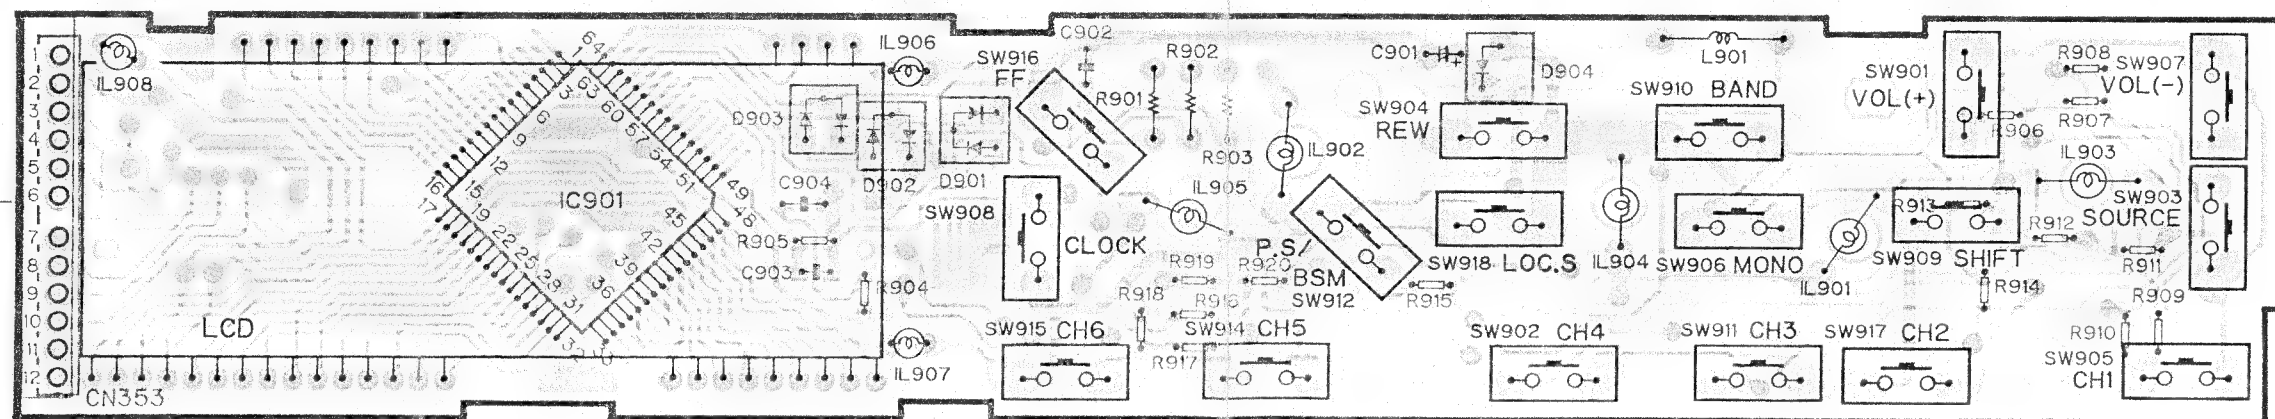 1
2
3
4
5
6
7
8
9
10
11
12
CN353
IL908
LCD
IC901
1
3
6
9
12
15
16
17
19
22
25
28
31
32
33
36
39
42
45
48
49
51
54
57
60
63
64
D903
D902
D901
C904
R905
C903
R904
IL906
IL907
SW916
FF
C902
R902
R901
R903
IL905
IL902
SW908
CLOCK
P.S/
BSM
SW912
R919
R920
R918
R916
R917
SW915 CH6
SW914 CH5
C901
D904
SW904
REW
SW918 LOC.S
R915
SW902 CH4
L901
SW910 BAND
IL904
SW906 MONO
SW911 CH3
IL901
SW901
VOL(+)
R906
R913
SW909 SHIFT
R914
SW917 CH2
R908
R907
SW907
VOL(-)
IL903
SW903
SOURCE
R912
R911
R909
R910
SW905
CH1